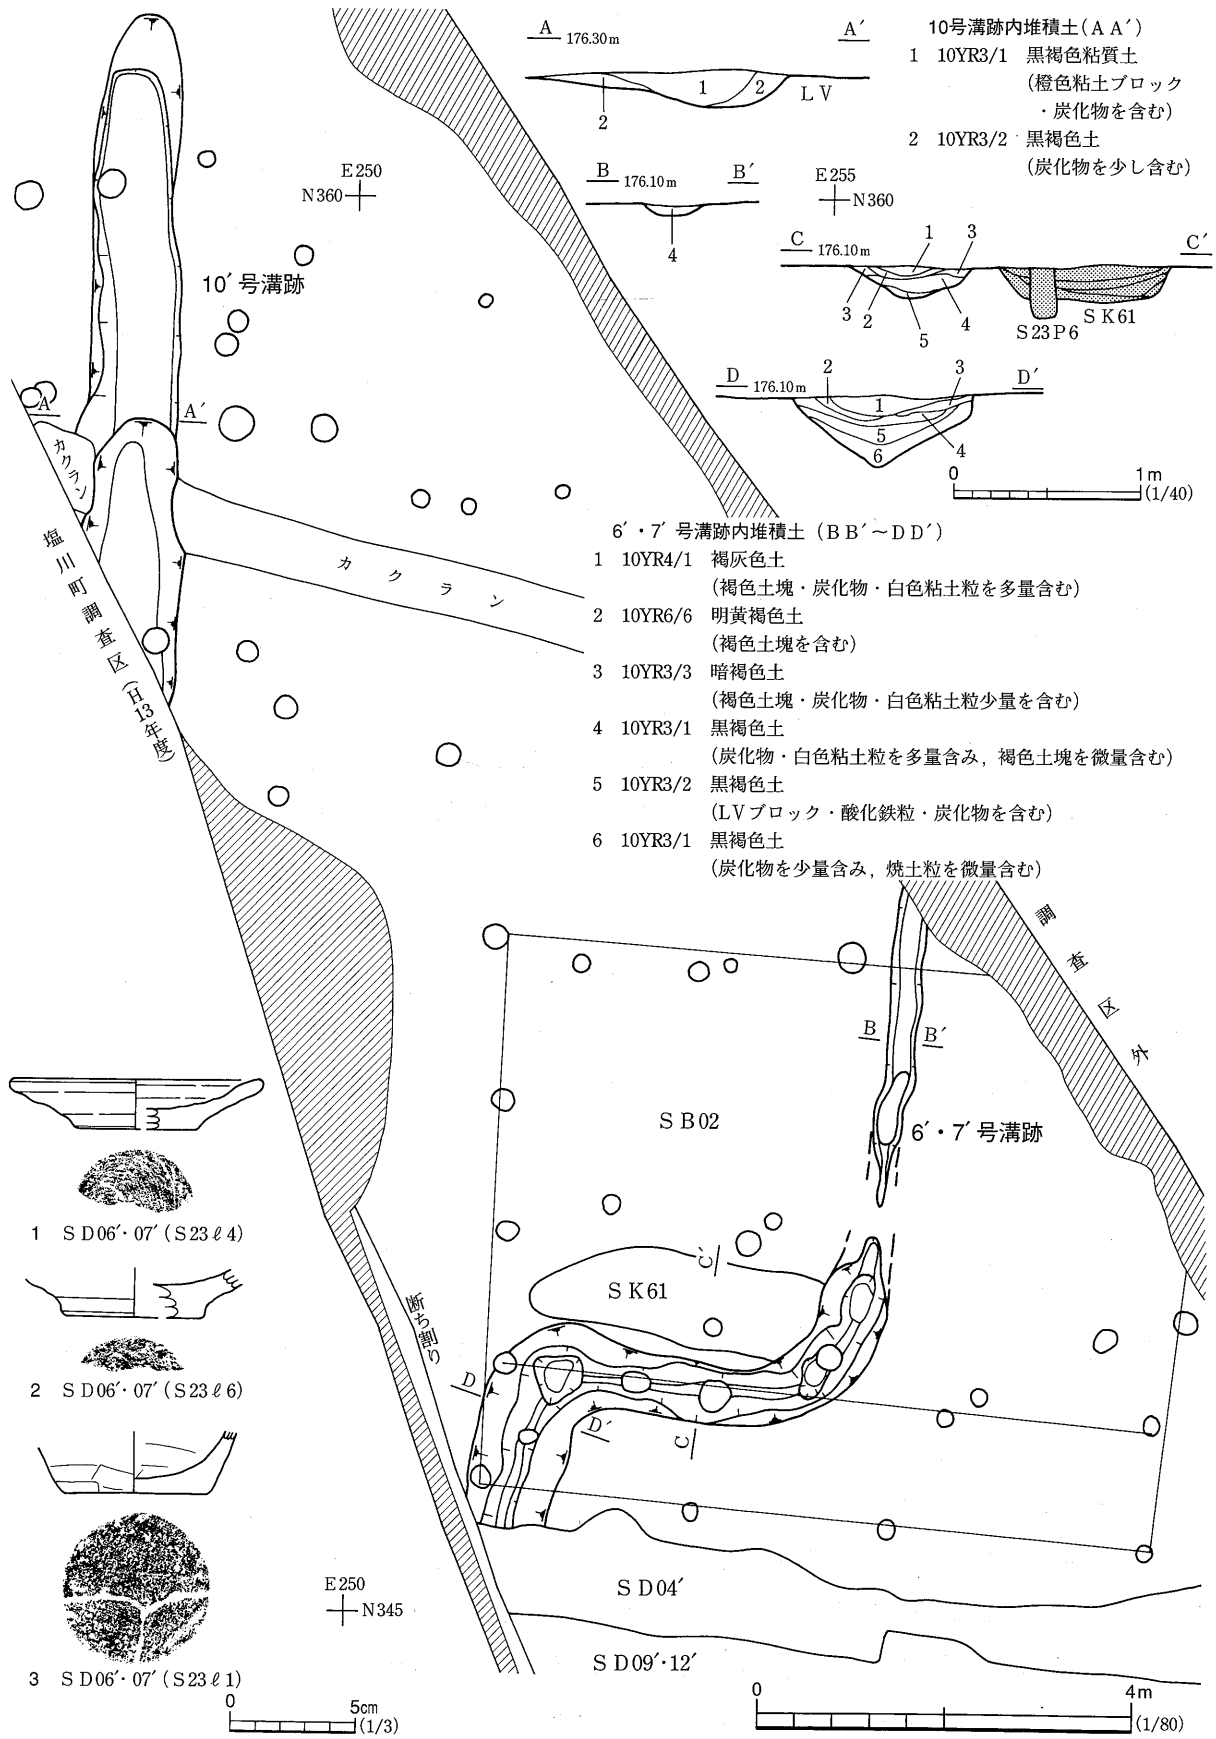 A 176.30m A′
1 2 LV
2
10号溝跡内堆積土(AA′)
1 10YR3/1 黒褐色粘質土
(橙色粘土ブロック
・炭化物を含む)
2 10YR3/2 黒褐色土
(炭化物を少し含む)
B 176.10m B′
4
E250
N360
E255
N360
C 176.10m C′
1 3
3 2 5 4
S23P6 SK61
D 176.10m D′
2 3
1
5 4
6
0 1m
(1/40)
10′号溝跡
A A′
カクラン
カクラン
塩川町調査区(H13年度)
6′・7′号溝跡内堆積土(BB′～DD′)
1 10YR4/1 褐灰色土
(褐色土塊・炭化物・白色粘土粒を多量含む)
2 10YR6/6 明黄褐色土
(褐色土塊を含む)
3 10YR3/3 暗褐色土
(褐色土塊・炭化物・白色粘土粒少量を含む)
4 10YR3/1 黒褐色土
(炭化物・白色粘土粒を多量含み，褐色土塊を微量含む)
5 10YR3/2 黒褐色土
(LVブロック・酸化鉄粒・炭化物を含む)
6 10YR3/1 黒褐色土
(炭化物を少量含み，焼土粒を微量含む)
調査区外
B B′
SB02
6′・7′号溝跡
C′
SK61
断ち割り
D
D′
C
SD04′
SD09′・12′
E250
N345
1 SD06′・07′(S23ℓ4)
2 SD06′・07′(S23ℓ6)
3 SD06′・07′(S23ℓ1)
0 5cm
(1/3)
0 4m
(1/80)